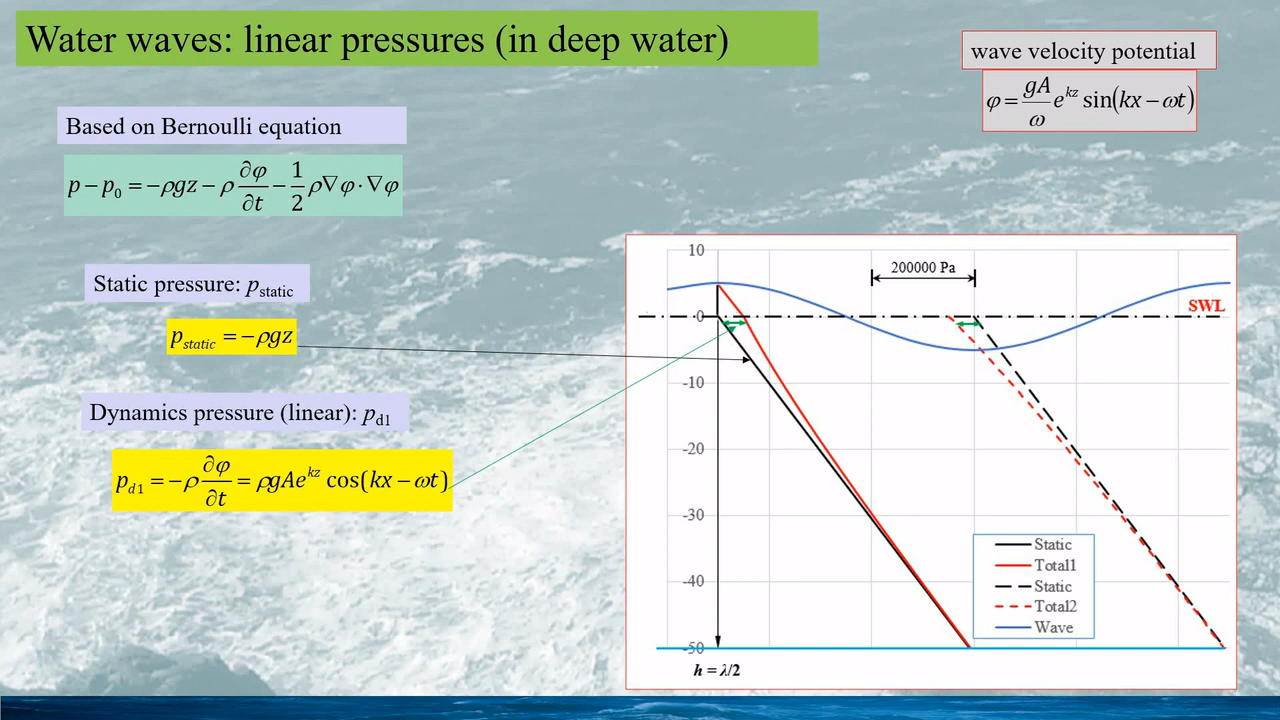 Water waves: linear pressures (in deep water)
wave velocity potential
φ = gA/ω e^{kz} sin(kx − ωt)
Based on Bernoulli equation
p − p₀ = −ρgz − ρ ∂φ/∂t − 1/2 ρ∇φ·∇φ
Static pressure: p_static
p_static = −ρgz
Dynamics pressure (linear): p_d1
p_d1 = −ρ ∂φ/∂t = ρgAe^{kz} cos(kx − ωt)
10
200000 Pa
SWL
0
-10
-20
-30
-40
-50
Static
Total1
Static
Total2
Wave
h = λ/2